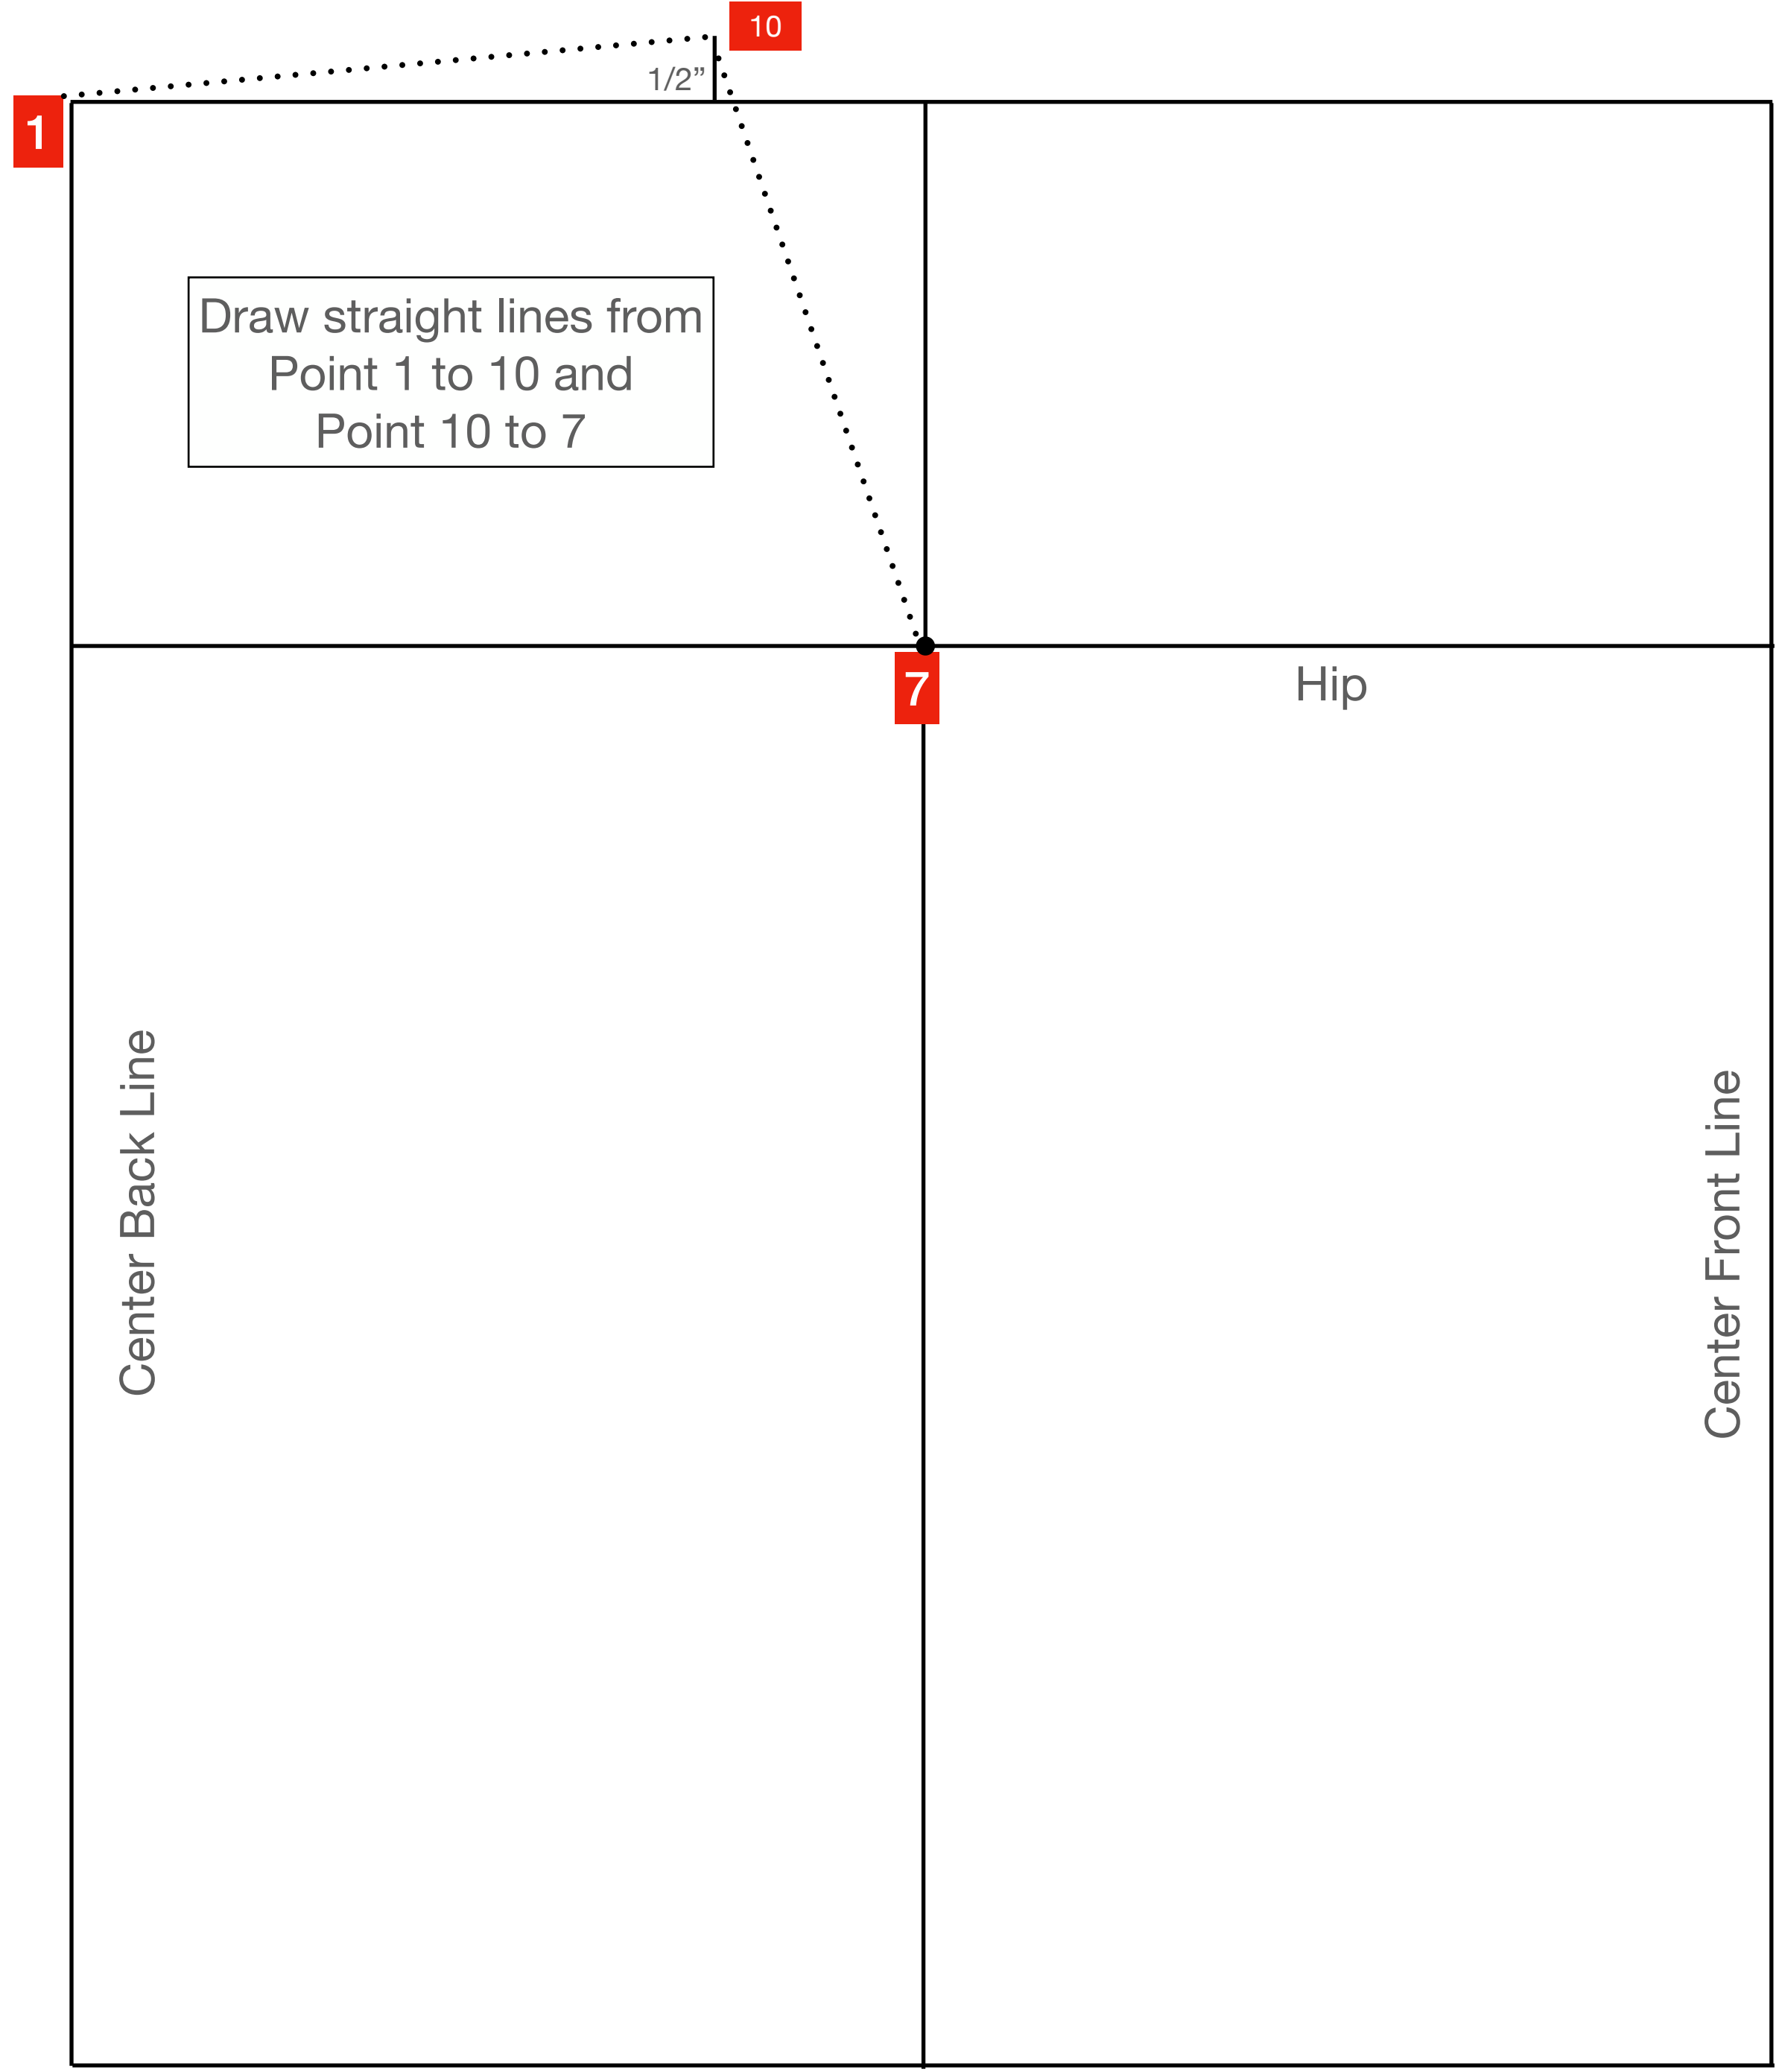 10
1/2”
1
Draw straight lines from
Point 1 to 10 and
Point 10 to 7
7
Hip
Center Back Line
Center Front Line